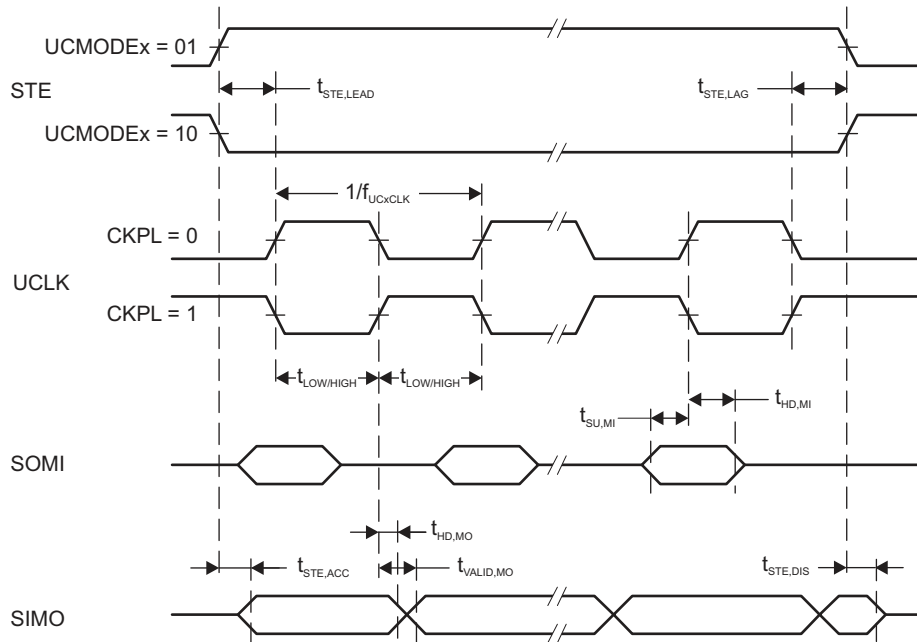 UCMODEx = 01
STE
t_STE,LEAD
t_STE,LAG
UCMODEx = 10
1/f_UCxCLK
CKPL = 0
UCLK
CKPL = 1
t_LOW/HIGH t_LOW/HIGH
t_HD,MI
t_SU,MI
SOMI
t_HD,MO
t_STE,ACC
t_VALID,MO
t_STE,DIS
SIMO